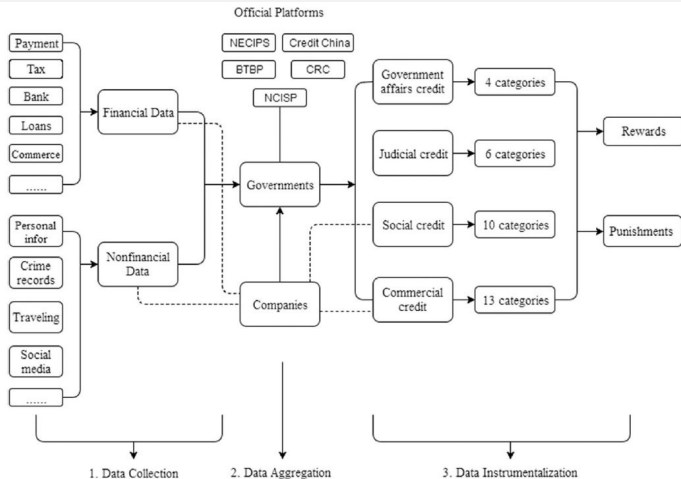 Official Platforms
NECIPS
Credit China
BTBP
CRC
NCISP
Payment
Tax
Bank
Loans
Commerce
......
Financial Data
Personal
infor
Crime
records
Traveling
Social
media
......
Nonfinancial
Data
Governments
Companies
Government
affairs credit
4 categories
Judicial credit
6 categories
Social credit
10 categories
Commercial
credit
13 categories
Rewards
Punishments
1. Data Collection
2. Data Aggregation
3. Data Instrumentalization